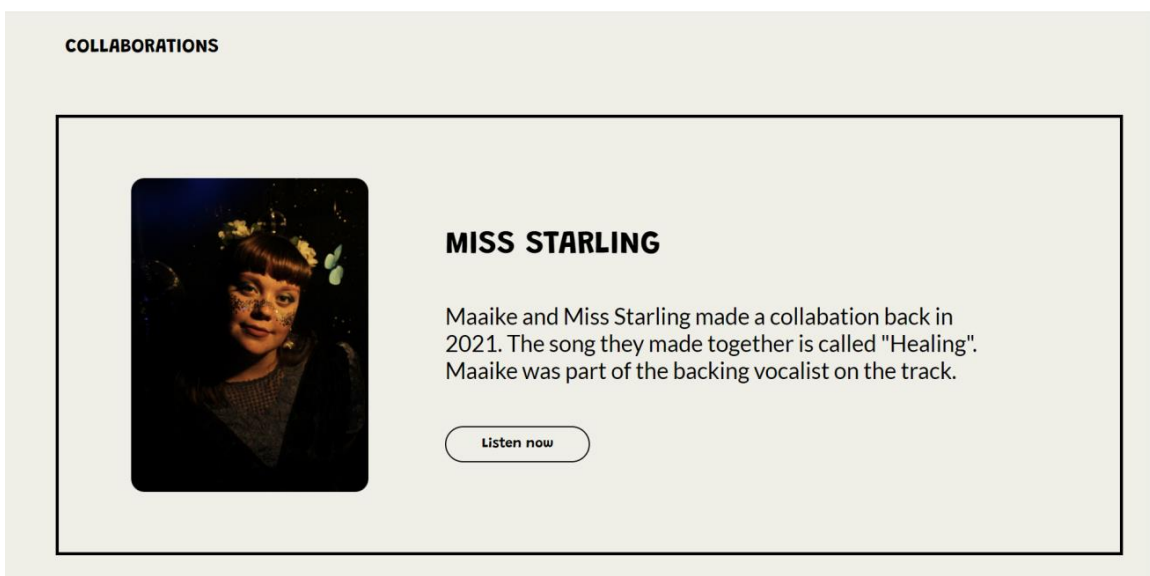 COLLABORATIONS
MISS STARLING
Maaike and Miss Starling made a collabation back in
2021. The song they made together is called "Healing".
Maaike was part of the backing vocalist on the track.
Listen now